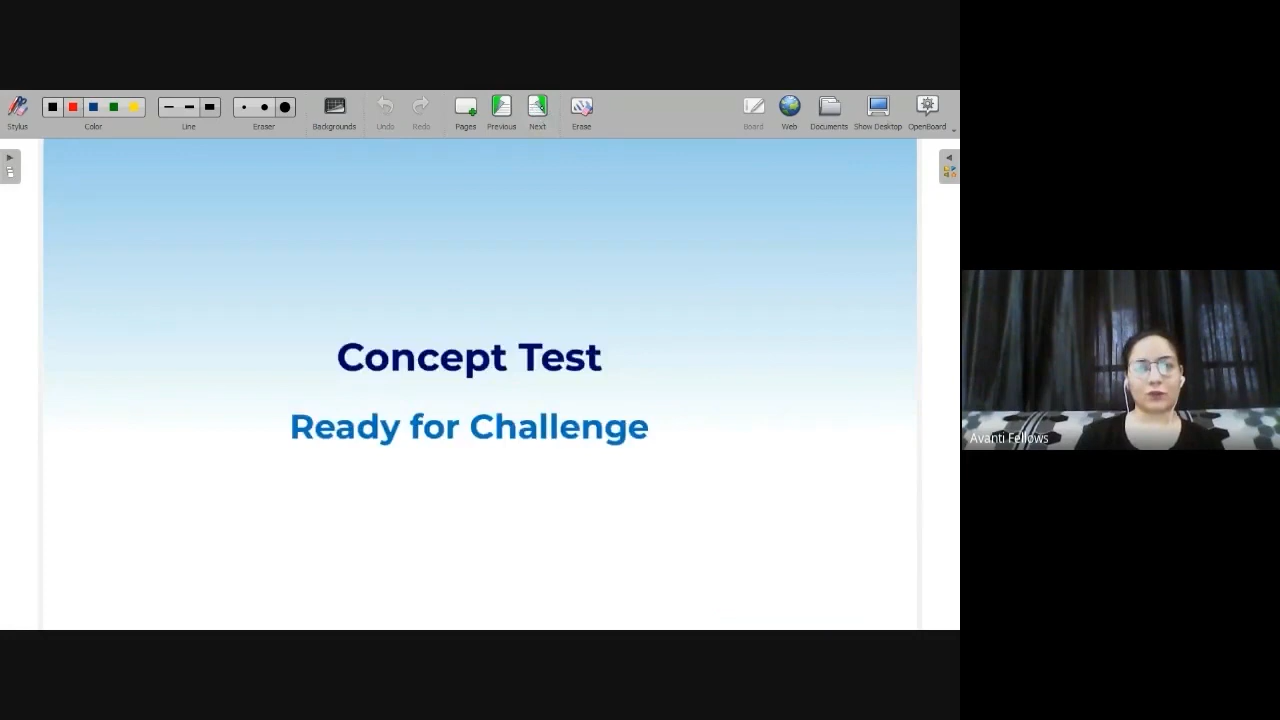 Stylus
Color
Line
Eraser
Backgrounds
Undo
Redo
Pages
Previous
Next
Erase
Board
Web
Documents
Show Desktop
OpenBoard
Concept Test
Ready for Challenge
Avanti Fellows